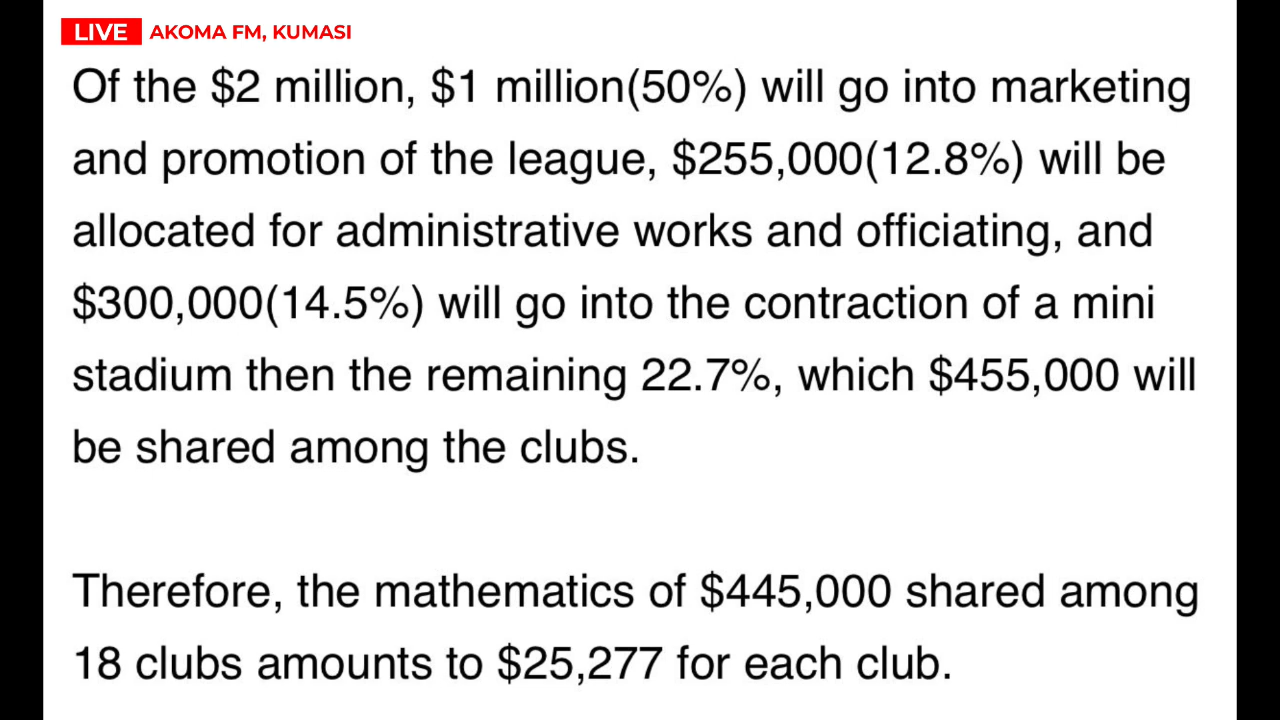 LIVE AKOMA FM, KUMASI
Of the $2 million, $1 million(50%) will go into marketing
and promotion of the league, $255,000(12.8%) will be
allocated for administrative works and officiating, and
$300,000(14.5%) will go into the contraction of a mini
stadium then the remaining 22.7%, which $455,000 will
be shared among the clubs.
Therefore, the mathematics of $445,000 shared among
18 clubs amounts to $25,277 for each club.